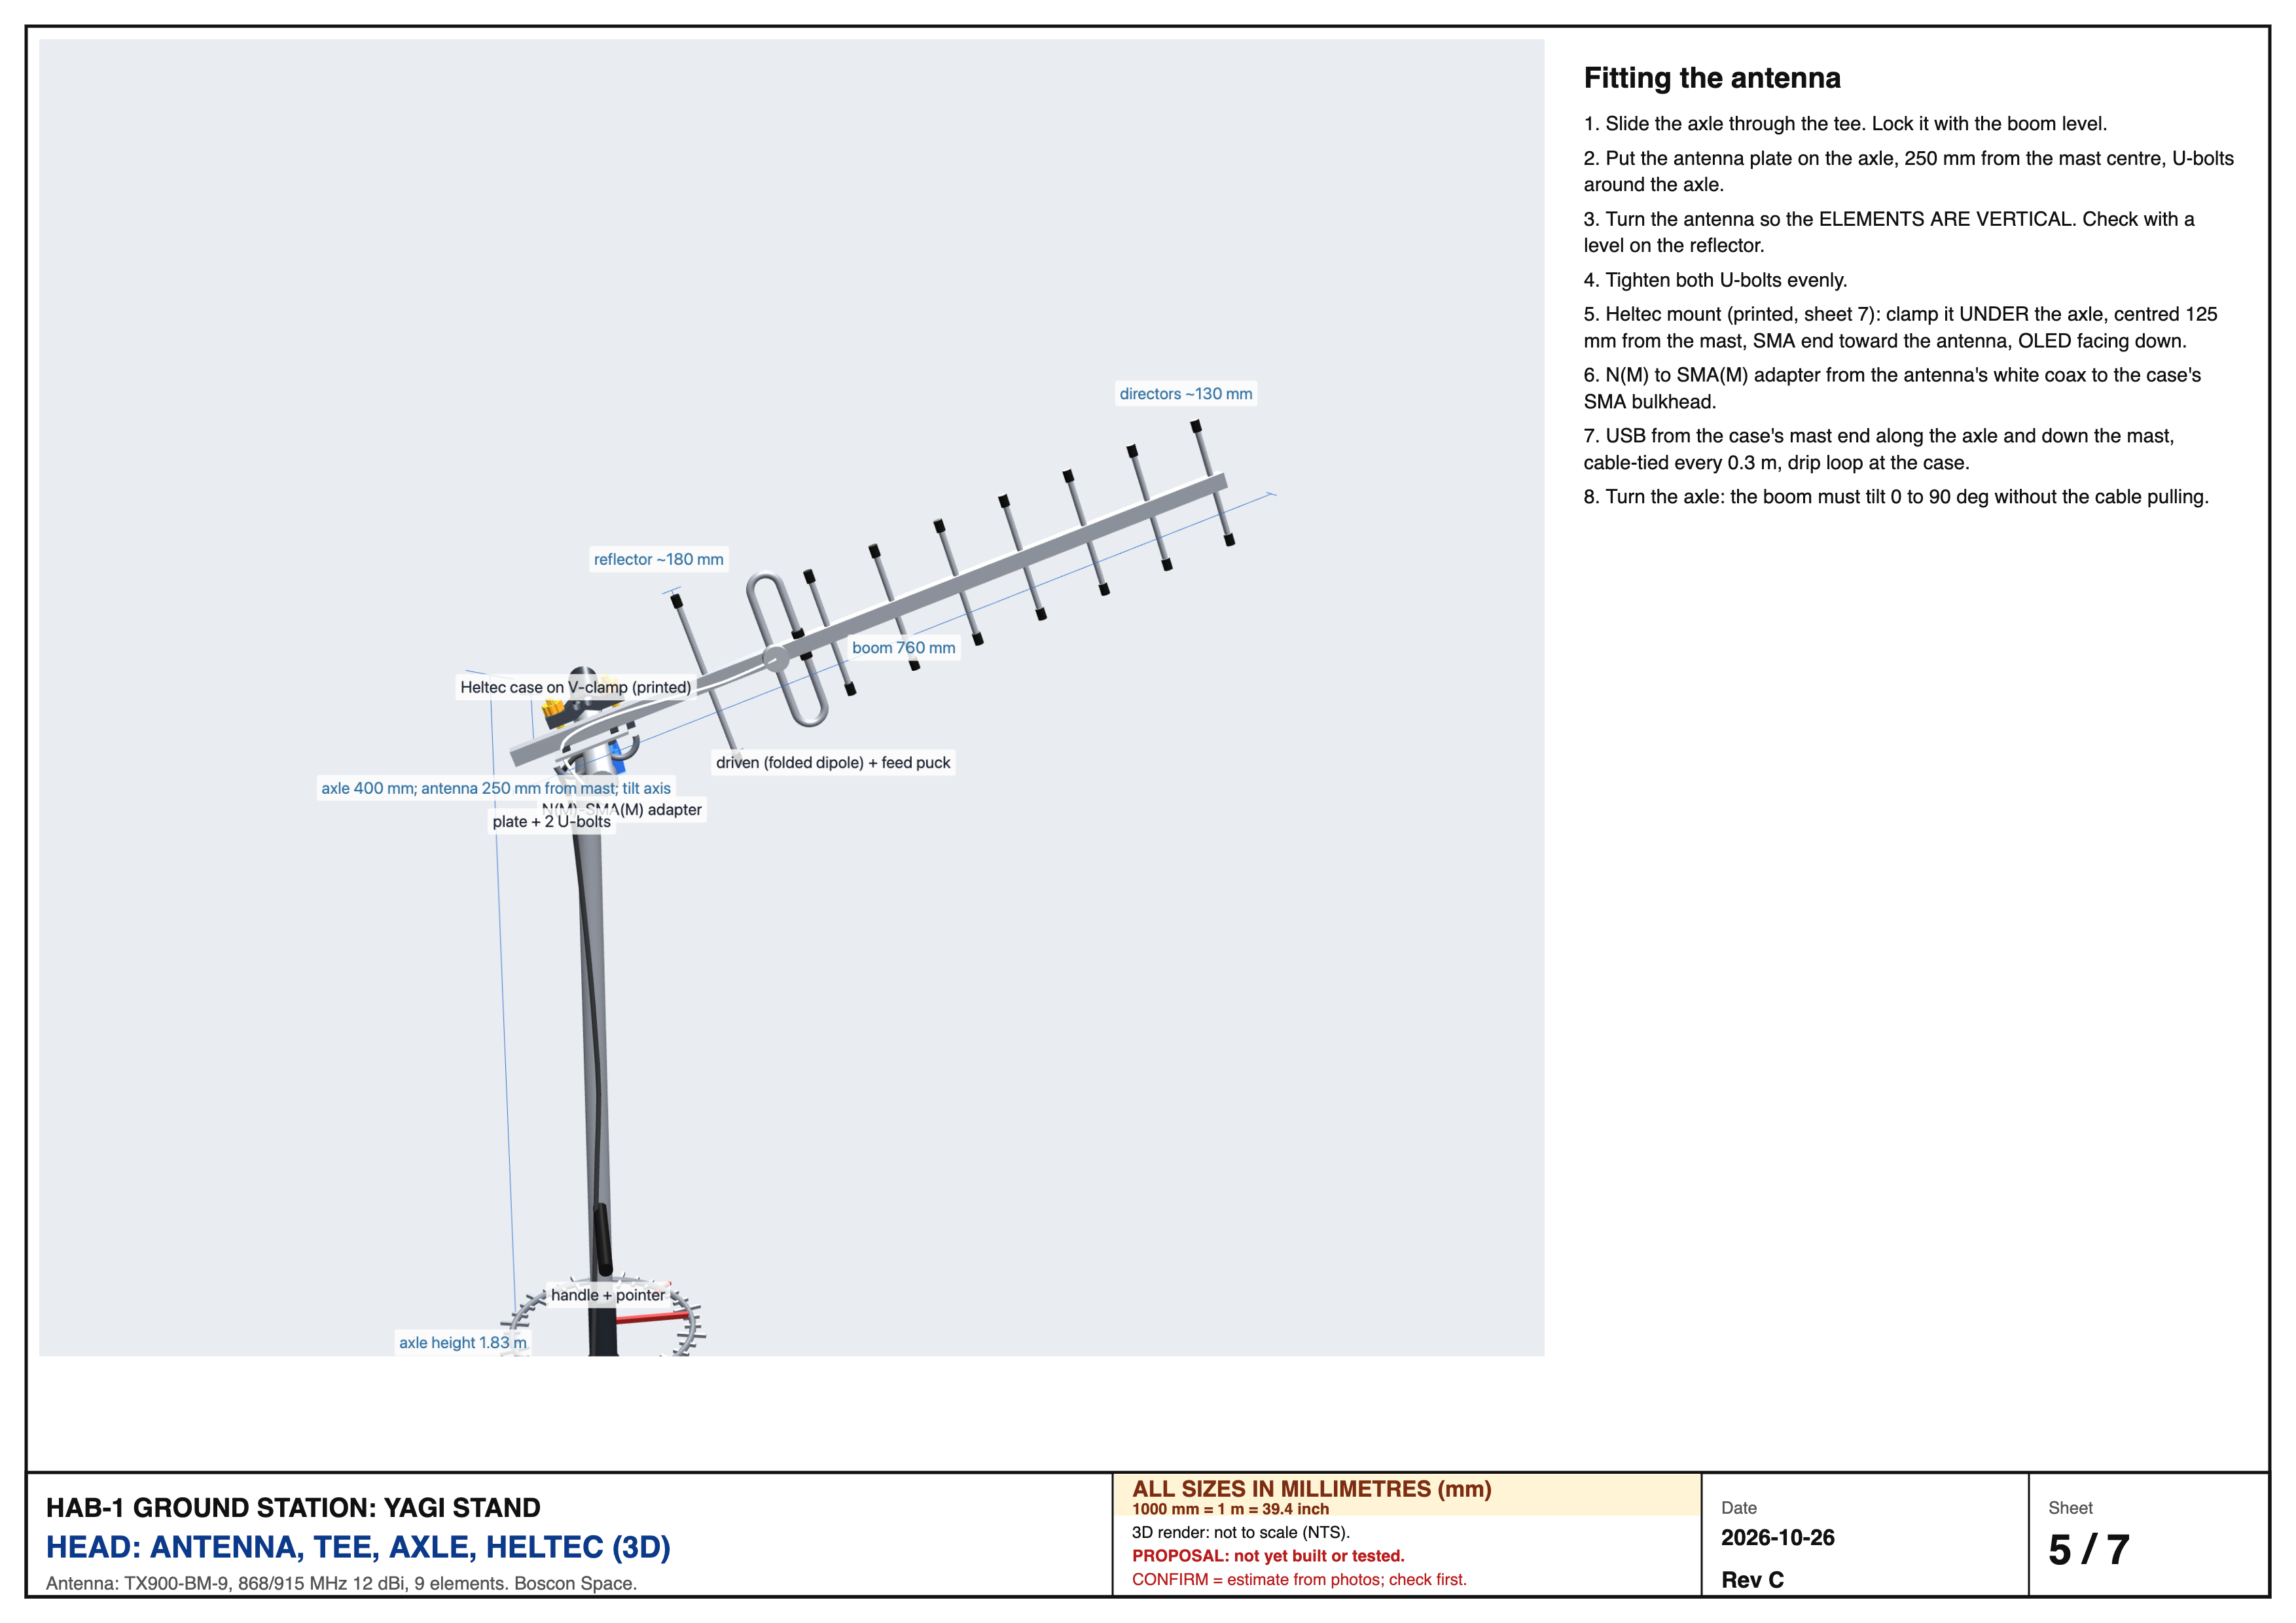 Fitting the antenna
1. Slide the axle through the tee. Lock it with the boom level.
2. Put the antenna plate on the axle, 250 mm from the mast centre, U-bolts
around the axle.
3. Turn the antenna so the ELEMENTS ARE VERTICAL. Check with a
level on the reflector.
4. Tighten both U-bolts evenly.
5. Heltec mount (printed, sheet 7): clamp it UNDER the axle, centred 125
mm from the mast, SMA end toward the antenna, OLED facing down.
6. N(M) to SMA(M) adapter from the antenna's white coax to the case's
SMA bulkhead.
7. USB from the case's mast end along the axle and down the mast,
cable-tied every 0.3 m, drip loop at the case.
8. Turn the axle: the boom must tilt 0 to 90 deg without the cable pulling.
directors ~130 mm
reflector ~180 mm
boom 760 mm
Heltec case on V-clamp (printed)
driven (folded dipole) + feed puck
axle 400 mm; antenna 250 mm from mast; tilt axis
N(M)-SMA(M) adapter
plate + 2 U-bolts
handle + pointer
axle height 1.83 m
HAB-1 GROUND STATION: YAGI STAND
HEAD: ANTENNA, TEE, AXLE, HELTEC (3D)
Antenna: TX900-BM-9, 868/915 MHz 12 dBi, 9 elements. Boscon Space.
ALL SIZES IN MILLIMETRES (mm)
1000 mm = 1 m = 39.4 inch
3D render: not to scale (NTS).
PROPOSAL: not yet built or tested.
CONFIRM = estimate from photos; check first.
Date
2026-10-26
Rev C
Sheet
5 / 7